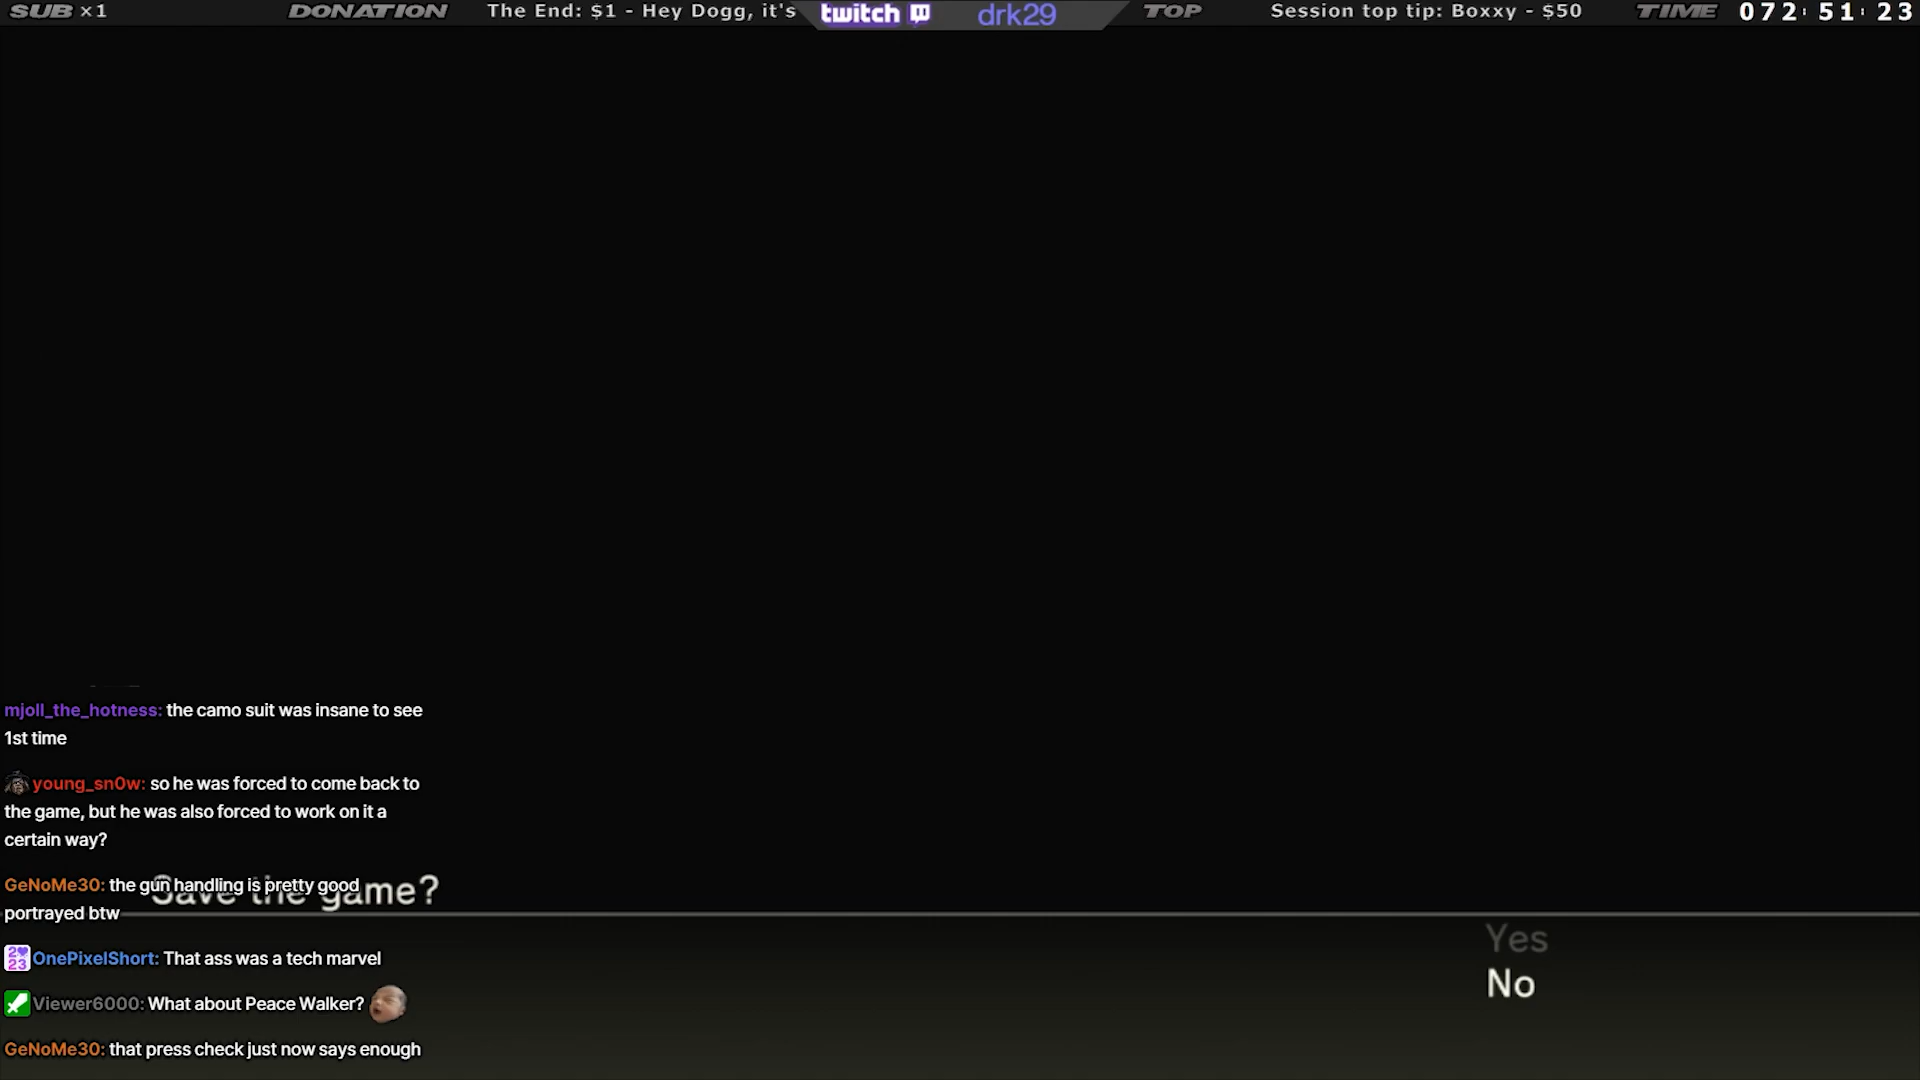 SUB ×1 DONATION The End: $1 - Hey Dogg, it's twitch drk29 TOP Session top tip: Boxxy - $50 TIME 072:51:23
mjoll_the_hotness: the camo suit was insane to see
1st time
young_sn0w: so he was forced to come back to
the game, but he was also forced to work on it a
certain way?
GeNoMe30: the gun handling is pretty good
portrayed btw
Save the game?
2023 OnePixelShort: That ass was a tech marvel
Yes
No
Viewer6000: What about Peace Walker?
GeNoMe30: that press check just now says enough